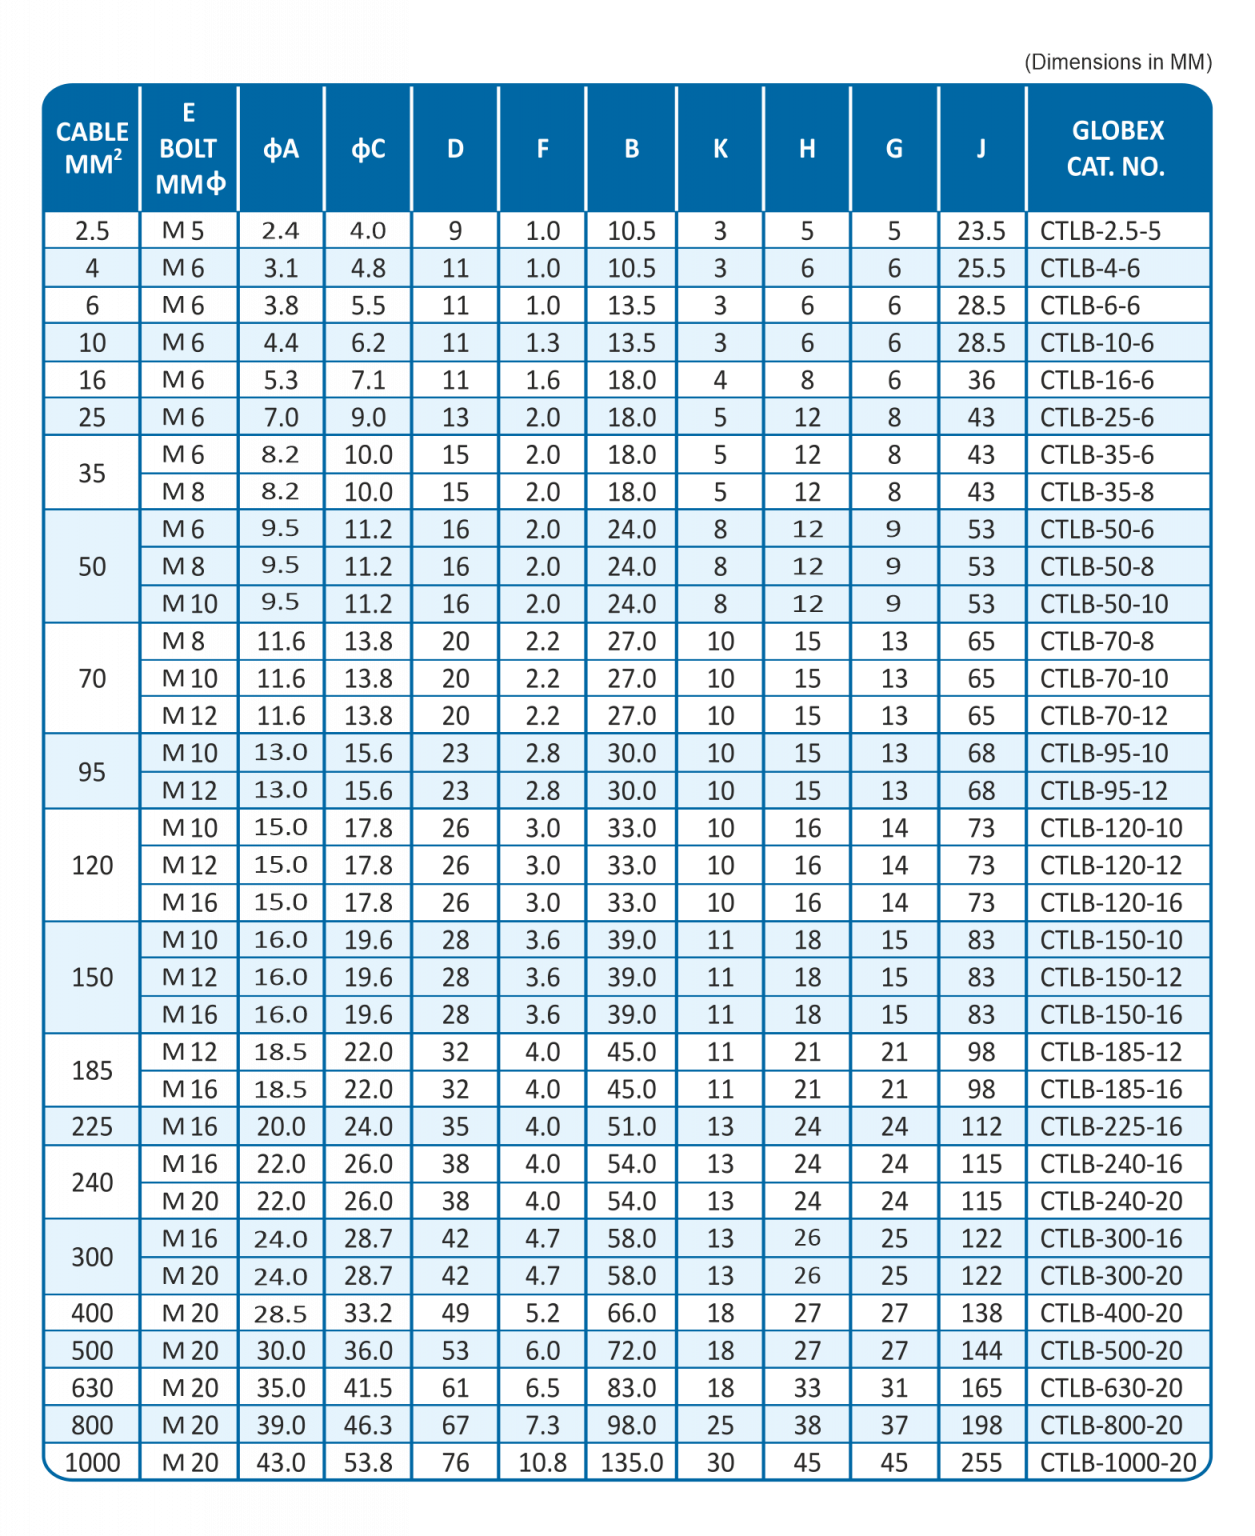 (Dimensions in MM)
CABLE MM² E BOLT MMϕ ϕA ϕC D F B K H G J GLOBEX CAT. NO.
2.5 M 5 2.4 4.0 9 1.0 10.5 3 5 5 23.5 CTLB-2.5-5
4 M 6 3.1 4.8 11 1.0 10.5 3 6 6 25.5 CTLB-4-6
6 M 6 3.8 5.5 11 1.0 13.5 3 6 6 28.5 CTLB-6-6
10 M 6 4.4 6.2 11 1.3 13.5 3 6 6 28.5 CTLB-10-6
16 M 6 5.3 7.1 11 1.6 18.0 4 8 6 36 CTLB-16-6
25 M 6 7.0 9.0 13 2.0 18.0 5 12 8 43 CTLB-25-6
35 M 6 8.2 10.0 15 2.0 18.0 5 12 8 43 CTLB-35-6
M 8 8.2 10.0 15 2.0 18.0 5 12 8 43 CTLB-35-8
50 M 6 9.5 11.2 16 2.0 24.0 8 12 9 53 CTLB-50-6
M 8 9.5 11.2 16 2.0 24.0 8 12 9 53 CTLB-50-8
M 10 9.5 11.2 16 2.0 24.0 8 12 9 53 CTLB-50-10
70 M 8 11.6 13.8 20 2.2 27.0 10 15 13 65 CTLB-70-8
M 10 11.6 13.8 20 2.2 27.0 10 15 13 65 CTLB-70-10
M 12 11.6 13.8 20 2.2 27.0 10 15 13 65 CTLB-70-12
95 M 10 13.0 15.6 23 2.8 30.0 10 15 13 68 CTLB-95-10
M 12 13.0 15.6 23 2.8 30.0 10 15 13 68 CTLB-95-12
120 M 10 15.0 17.8 26 3.0 33.0 10 16 14 73 CTLB-120-10
M 12 15.0 17.8 26 3.0 33.0 10 16 14 73 CTLB-120-12
M 16 15.0 17.8 26 3.0 33.0 10 16 14 73 CTLB-120-16
150 M 10 16.0 19.6 28 3.6 39.0 11 18 15 83 CTLB-150-10
M 12 16.0 19.6 28 3.6 39.0 11 18 15 83 CTLB-150-12
M 16 16.0 19.6 28 3.6 39.0 11 18 15 83 CTLB-150-16
185 M 12 18.5 22.0 32 4.0 45.0 11 21 21 98 CTLB-185-12
M 16 18.5 22.0 32 4.0 45.0 11 21 21 98 CTLB-185-16
225 M 16 20.0 24.0 35 4.0 51.0 13 24 24 112 CTLB-225-16
240 M 16 22.0 26.0 38 4.0 54.0 13 24 24 115 CTLB-240-16
M 20 22.0 26.0 38 4.0 54.0 13 24 24 115 CTLB-240-20
300 M 16 24.0 28.7 42 4.7 58.0 13 26 25 122 CTLB-300-16
M 20 24.0 28.7 42 4.7 58.0 13 26 25 122 CTLB-300-20
400 M 20 28.5 33.2 49 5.2 66.0 18 27 27 138 CTLB-400-20
500 M 20 30.0 36.0 53 6.0 72.0 18 27 27 144 CTLB-500-20
630 M 20 35.0 41.5 61 6.5 83.0 18 33 31 165 CTLB-630-20
800 M 20 39.0 46.3 67 7.3 98.0 25 38 37 198 CTLB-800-20
1000 M 20 43.0 53.8 76 10.8 135.0 30 45 45 255 CTLB-1000-20